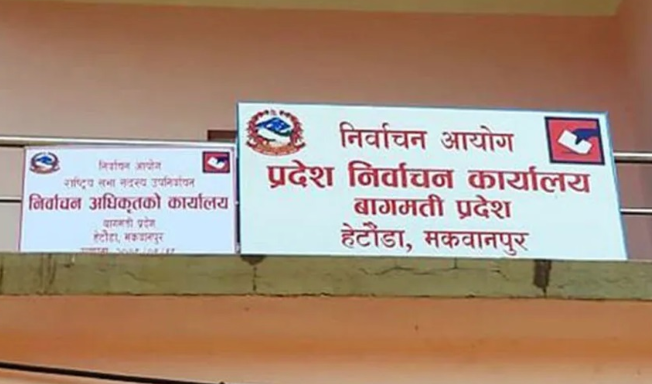 निर्वाचन आयोग
राष्ट्रिय सभा सदस्य उपनिर्वाचन
निर्वाचन अधिकृतको कार्यालय
बागमती प्रदेश
हेटौंडा, मकवानपुर
निर्वाचन आयोग
प्रदेश निर्वाचन कार्यालय
बागमती प्रदेश
हेटौंडा, मकवानपुर